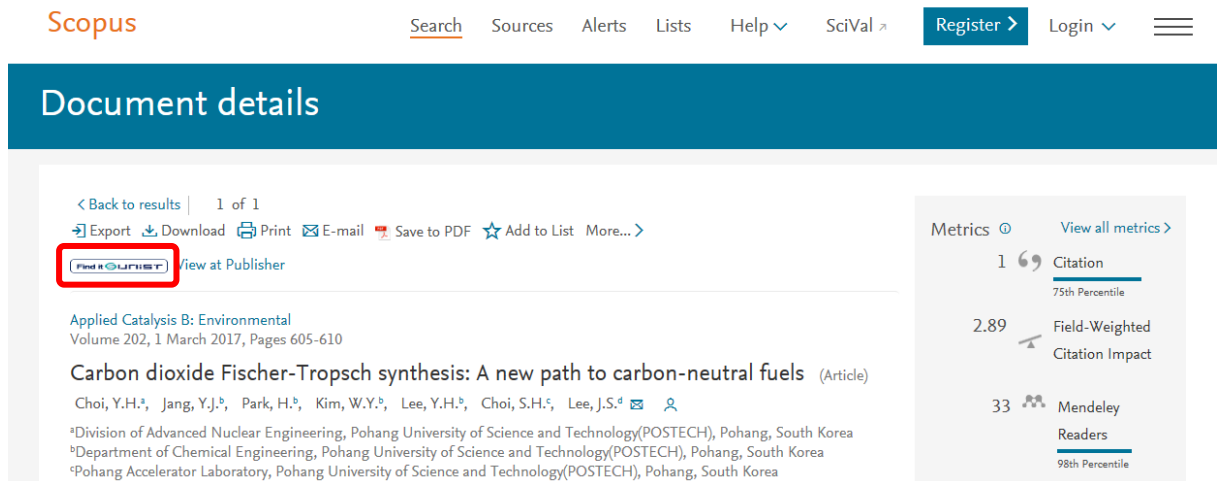 Scopus
Search Sources Alerts Lists Help SciVal Register Login
Document details
Back to results 1 of 1
Export Download Print E-mail Save to PDF Add to List More...
Find it @ UNIST View at Publisher
Applied Catalysis B: Environmental
Volume 202, 1 March 2017, Pages 605-610
Carbon dioxide Fischer-Tropsch synthesis: A new path to carbon-neutral fuels (Article)
Choi, Y.H.ª, Jang, Y.J.ᵇ, Park, H.ᵇ, Kim, W.Y.ᵇ, Lee, Y.H.ᵇ, Choi, S.H.ᶜ, Lee, J.S.ᵈ
ªDivision of Advanced Nuclear Engineering, Pohang University of Science and Technology(POSTECH), Pohang, South Korea
ᵇDepartment of Chemical Engineering, Pohang University of Science and Technology(POSTECH), Pohang, South Korea
ᶜPohang Accelerator Laboratory, Pohang University of Science and Technology(POSTECH), Pohang, South Korea
Metrics View all metrics
1 Citation
75th Percentile
2.89 Field-Weighted
Citation Impact
33 Mendeley
Readers
98th Percentile